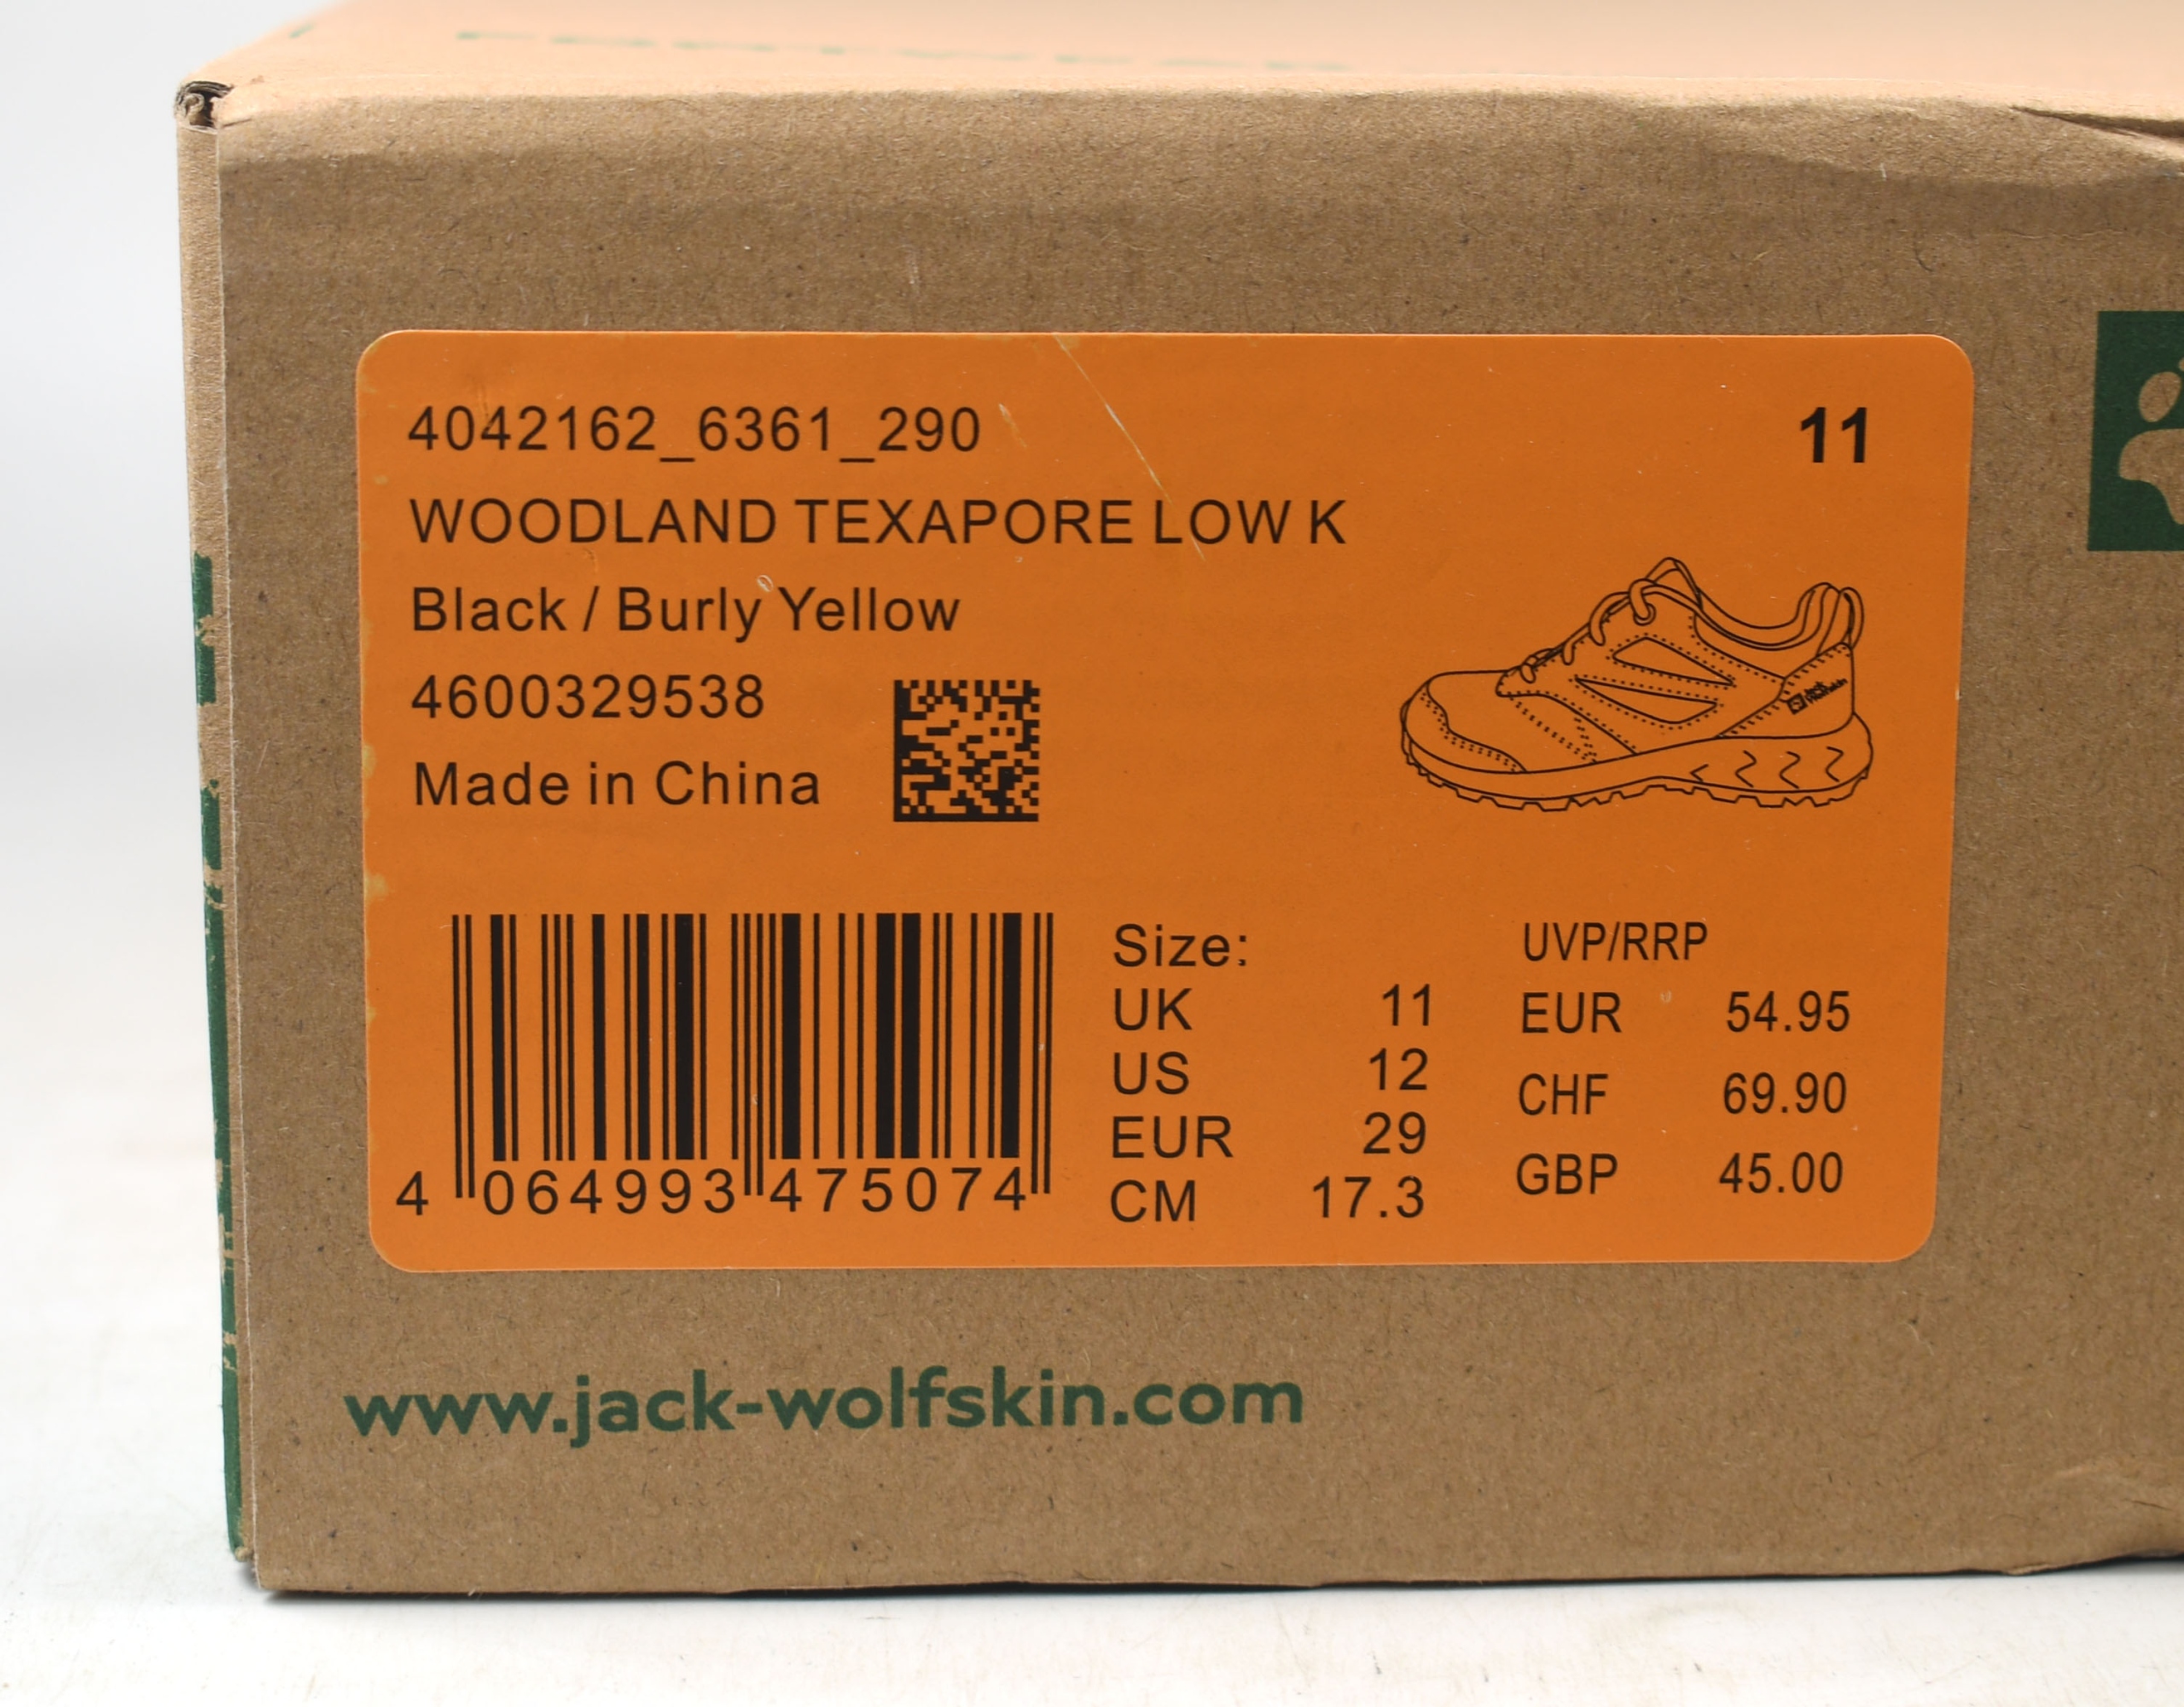 4042162_6361_290
11
WOODLAND TEXAPORE LOW K
Black / Burly Yellow
4600329538
Made in China
4 064993 475074
Size:
UK 11
US 12
EUR 29
CM 17.3
UVP/RRP
EUR 54.95
CHF 69.90
GBP 45.00
www.jack-wolfskin.com